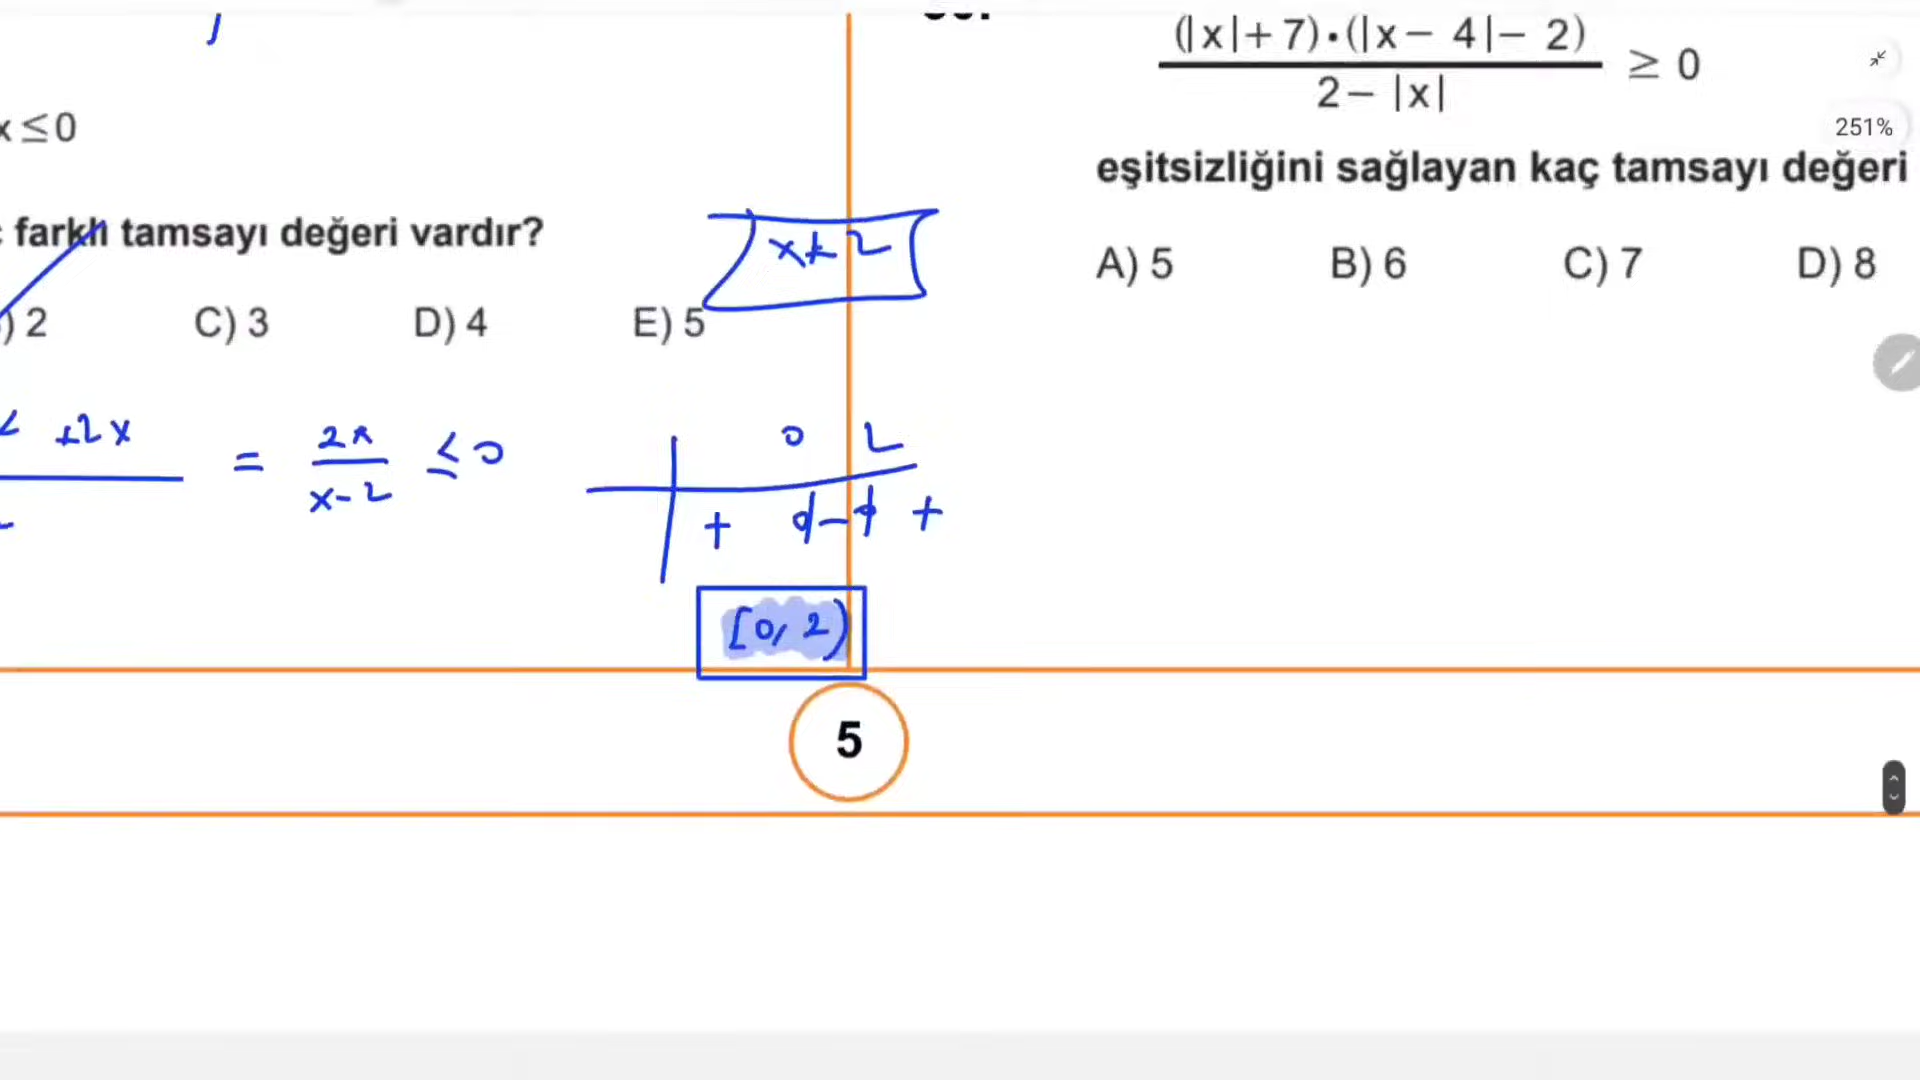 x ≤ 0
farklı tamsayı değeri vardır?
x ≠ 2
2
C) 3
D) 4
E) 5
+2x
= 2x / x-2 ≤ 0
0 2
+ - +
[0, 2)
5
(|x|+ 7)·(|x – 4|– 2)
2 – |x|
≥ 0
251%
eşitsizliğini sağlayan kaç tamsayı değeri
A) 5
B) 6
C) 7
D) 8